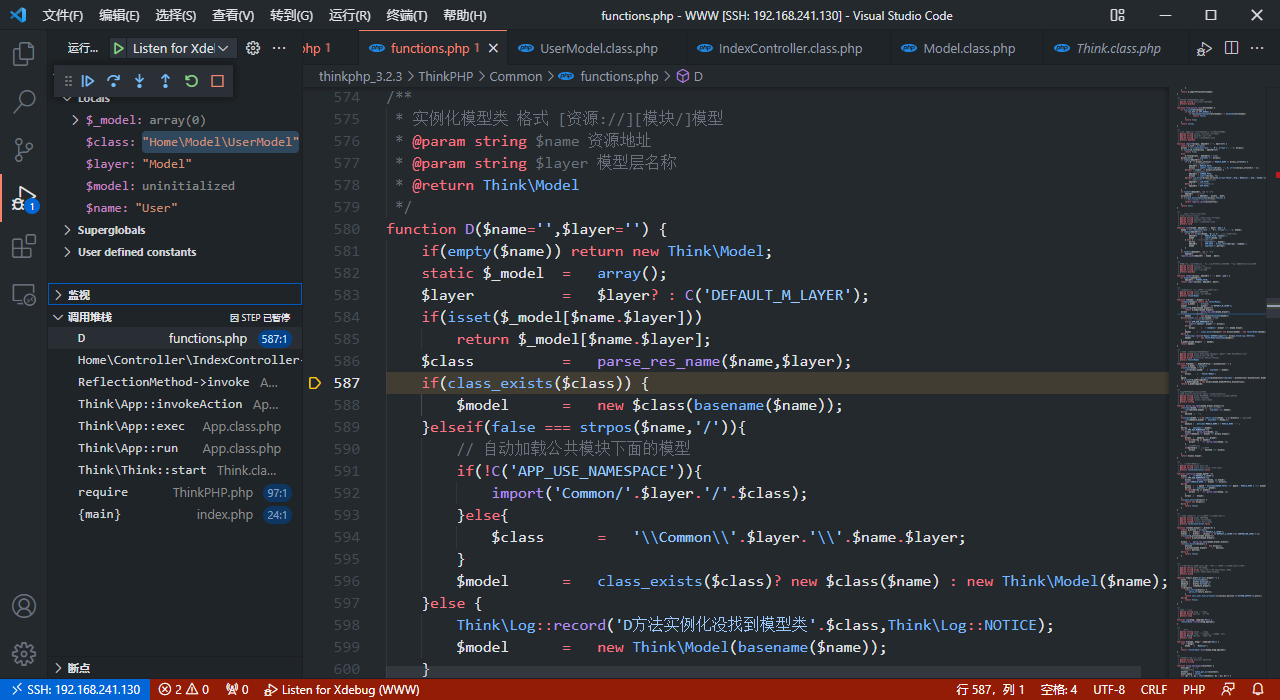 文件(F) 编辑(E) 选择(S) 查看(V) 转到(G) 运行(R) 终端(T) 帮助(H) functions.php - WWW [SSH: 192.168.241.130] - Visual Studio Code
运行... Listen for Xdel ... php 1 functions.php 1 UserModel.class.php IndexController.class.php Model.class.php Think.class.php ...
thinkphp_3.2.3 > ThinkPHP > Common > functions.php > D
Locals
$_model: array(0)
$class: "Home\Model\UserModel"
$layer: "Model"
$model: uninitialized
$name: "User"
Superglobals
User defined constants
监视
调用堆栈 因 STEP 已暂停
D functions.php 587:1
Home\Controller\IndexController
ReflectionMethod->invoke A...
Think\App::invokeAction Ap...
Think\App::exec App.class.php
Think\App::run App.class.php
Think\Think::start Think.cla...
require ThinkPHP.php 97:1
{main} index.php 24:1
断点
1
574 /**
575 * 实例化模型类 格式 [资源://][模块/]模型
576 * @param string $name 资源地址
577 * @param string $layer 模型层名称
578 * @return Think\Model
579 */
580 function D($name='',$layer='') {
581 if(empty($name)) return new Think\Model;
582 static $_model = array();
583 $layer = $layer? : C('DEFAULT_M_LAYER');
584 if(isset($_model[$name.$layer]))
585 return $_model[$name.$layer];
586 $class = parse_res_name($name,$layer);
587 if(class_exists($class)) {
588 $model = new $class(basename($name));
589 }elseif(false === strpos($name,'/')){
590 // 自动加载公共模块下面的模型
591 if(!C('APP_USE_NAMESPACE')){
592 import('Common/'.$layer.'/'.$class);
593 }else{
594 $class = '\\Common\\'.$layer.'\\'.$name.$layer;
595 }
596 $model = class_exists($class)? new $class($name) : new Think\Model($name);
597 }else {
598 Think\Log::record('D方法实例化没找到模型类'.$class,Think\Log::NOTICE);
599 $model = new Think\Model(basename($name));
600 }
SSH: 192.168.241.130 2 0 0 Listen for Xdebug (WWW) 行 587，列 1 空格: 4 UTF-8 CRLF PHP